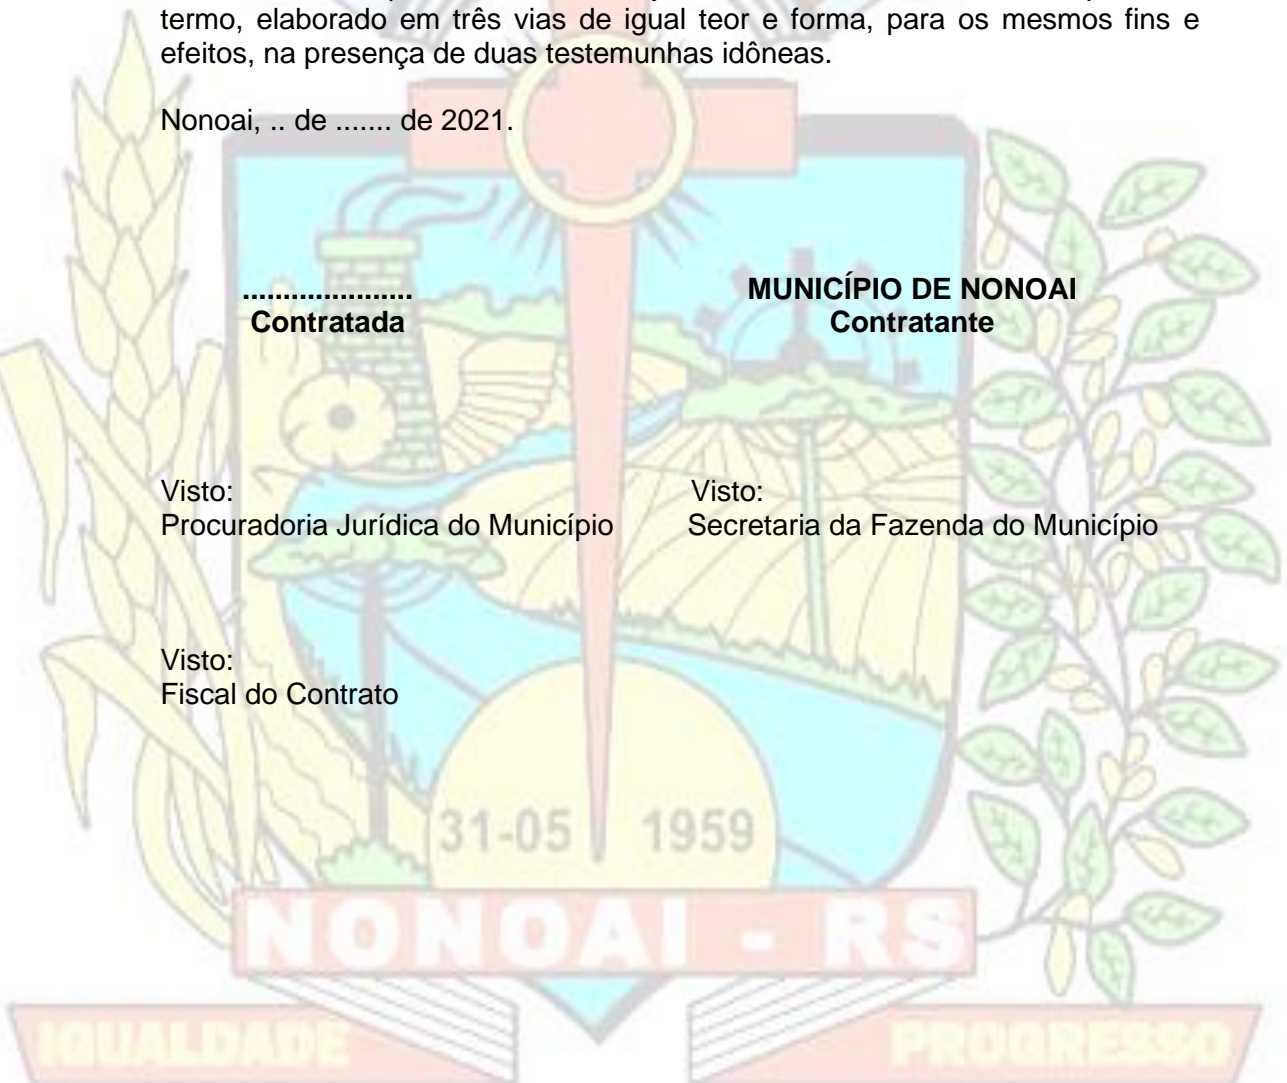 termo, elaborado em três vias de igual teor e forma, para os mesmos fins e
efeitos, na presença de duas testemunhas idôneas.
Nonoai, .. de ....... de 2021.
.....................
Contratada
MUNICÍPIO DE NONOAI
Contratante
Visto:
Procuradoria Jurídica do Município
Visto:
Secretaria da Fazenda do Município
Visto:
Fiscal do Contrato
31-05 1959
NONOAI - RS
IGUALDADE
PROGRESSO